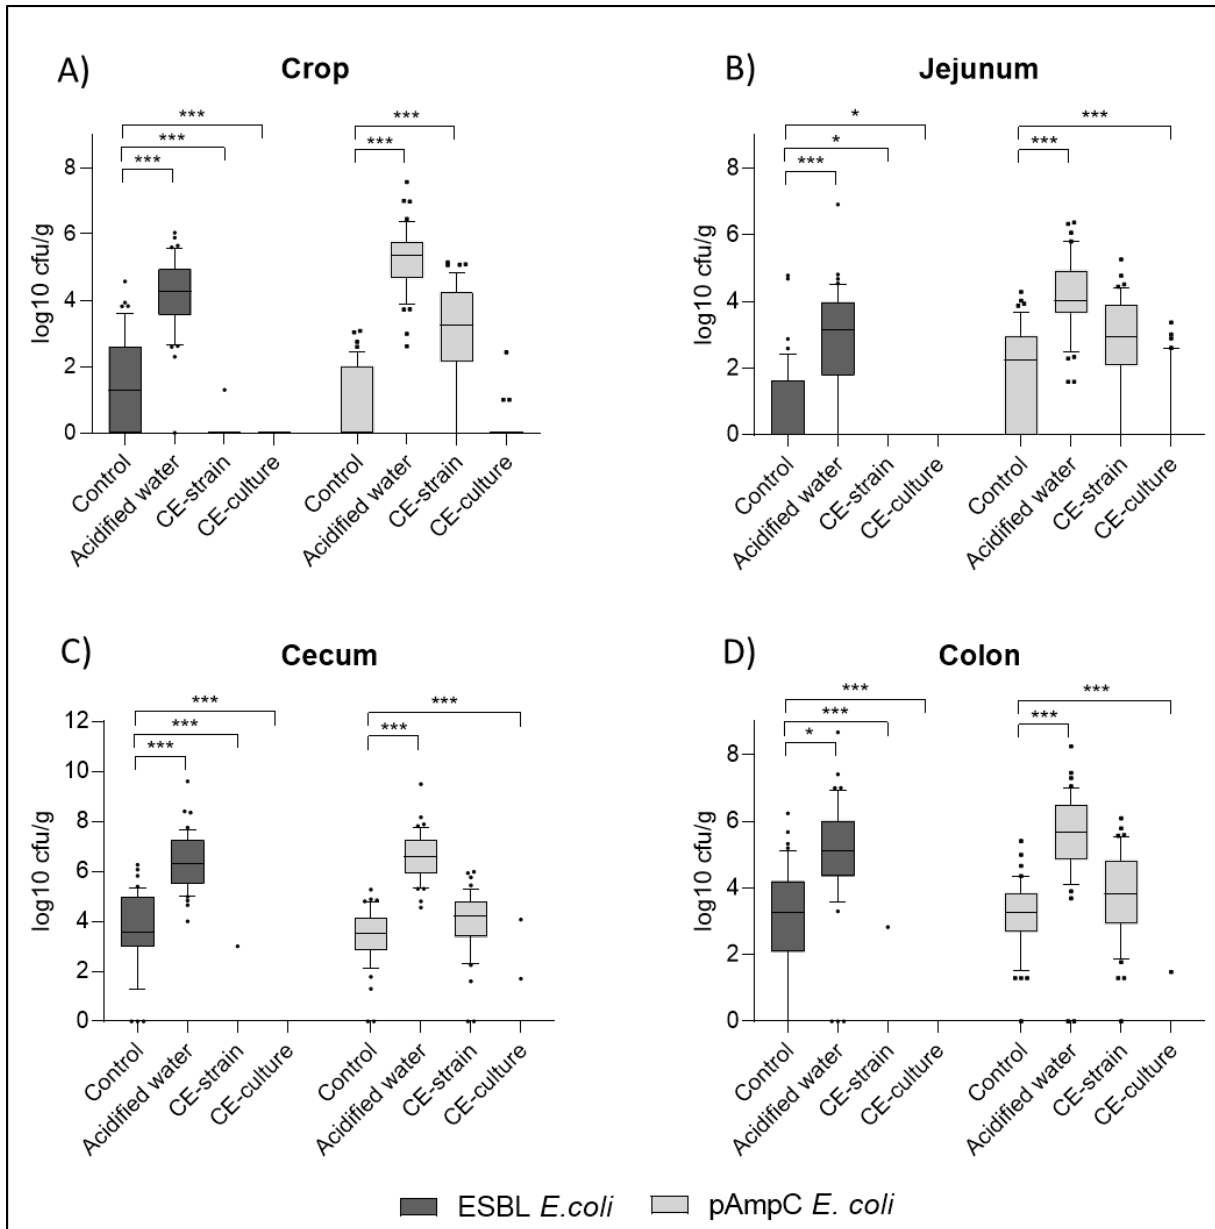 A) Crop
***
***
***
***
***
log10 cfu/g
8
6
4
2
0
Control
Acidified water
CE-strain
CE-culture
Control
Acidified water
CE-strain
CE-culture
B) Jejunum
*
*
***
***
***
log10 cfu/g
8
6
4
2
0
Control
Acidified water
CE-strain
CE-culture
Control
Acidified water
CE-strain
CE-culture
C) Cecum
***
***
***
***
***
log10 cfu/g
12
10
8
6
4
2
0
Control
Acidified water
CE-strain
CE-culture
Control
Acidified water
CE-strain
CE-culture
D) Colon
***
***
*
***
***
log10 cfu/g
8
6
4
2
0
Control
Acidified water
CE-strain
CE-culture
Control
Acidified water
CE-strain
CE-culture
ESBL E.coli pAmpC E. coli